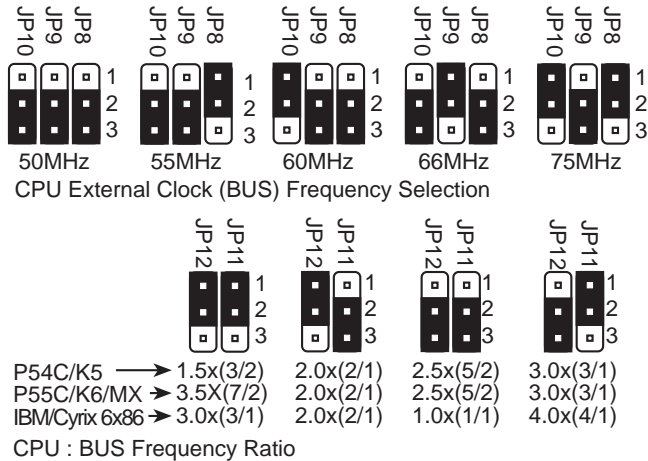 JP10 JP9 JP8 JP10 JP9 JP8 JP10 JP9 JP8 JP10 JP9 JP8 JP10 JP9 JP8
1 1 1 1 1
2 2 2 2 2
3 3 3 3 3
50MHz 55MHz 60MHz 66MHz 75MHz
CPU External Clock (BUS) Frequency Selection
JP12 JP11 JP12 JP11 JP12 JP11 JP12 JP11
1 1 1 1
2 2 2 2
3 3 3 3
P54C/K5 1.5x(3/2) 2.0x(2/1) 2.5x(5/2) 3.0x(3/1)
P55C/K6/MX 3.5X(7/2) 2.0x(2/1) 2.5x(5/2) 3.0x(3/1)
IBM/Cyrix 6x86 3.0x(3/1) 2.0x(2/1) 1.0x(1/1) 4.0x(4/1)
CPU : BUS Frequency Ratio